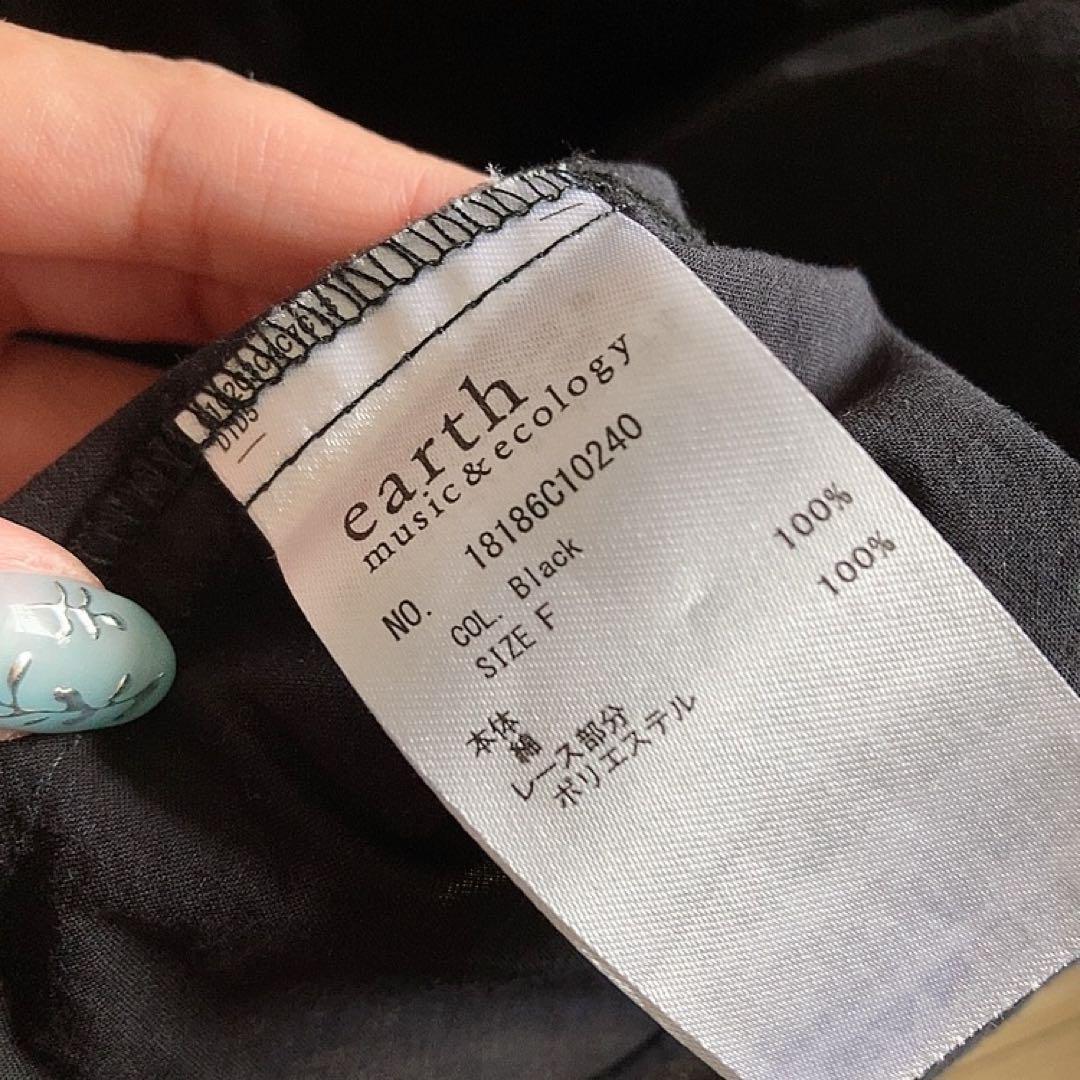 earth
music&ecology
NO. 18186C10240
COL. Black
SIZE F
本体
綿 100%
レース部分
ポリエステル 100%